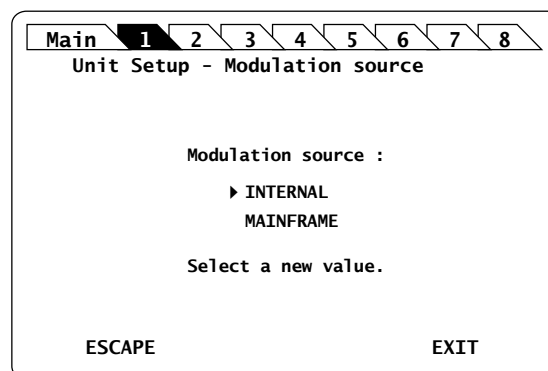 Main 1 2 3 4 5 6 7 8
Unit Setup - Modulation source
Modulation source :
INTERNAL
MAINFRAME
Select a new value.
ESCAPE EXIT